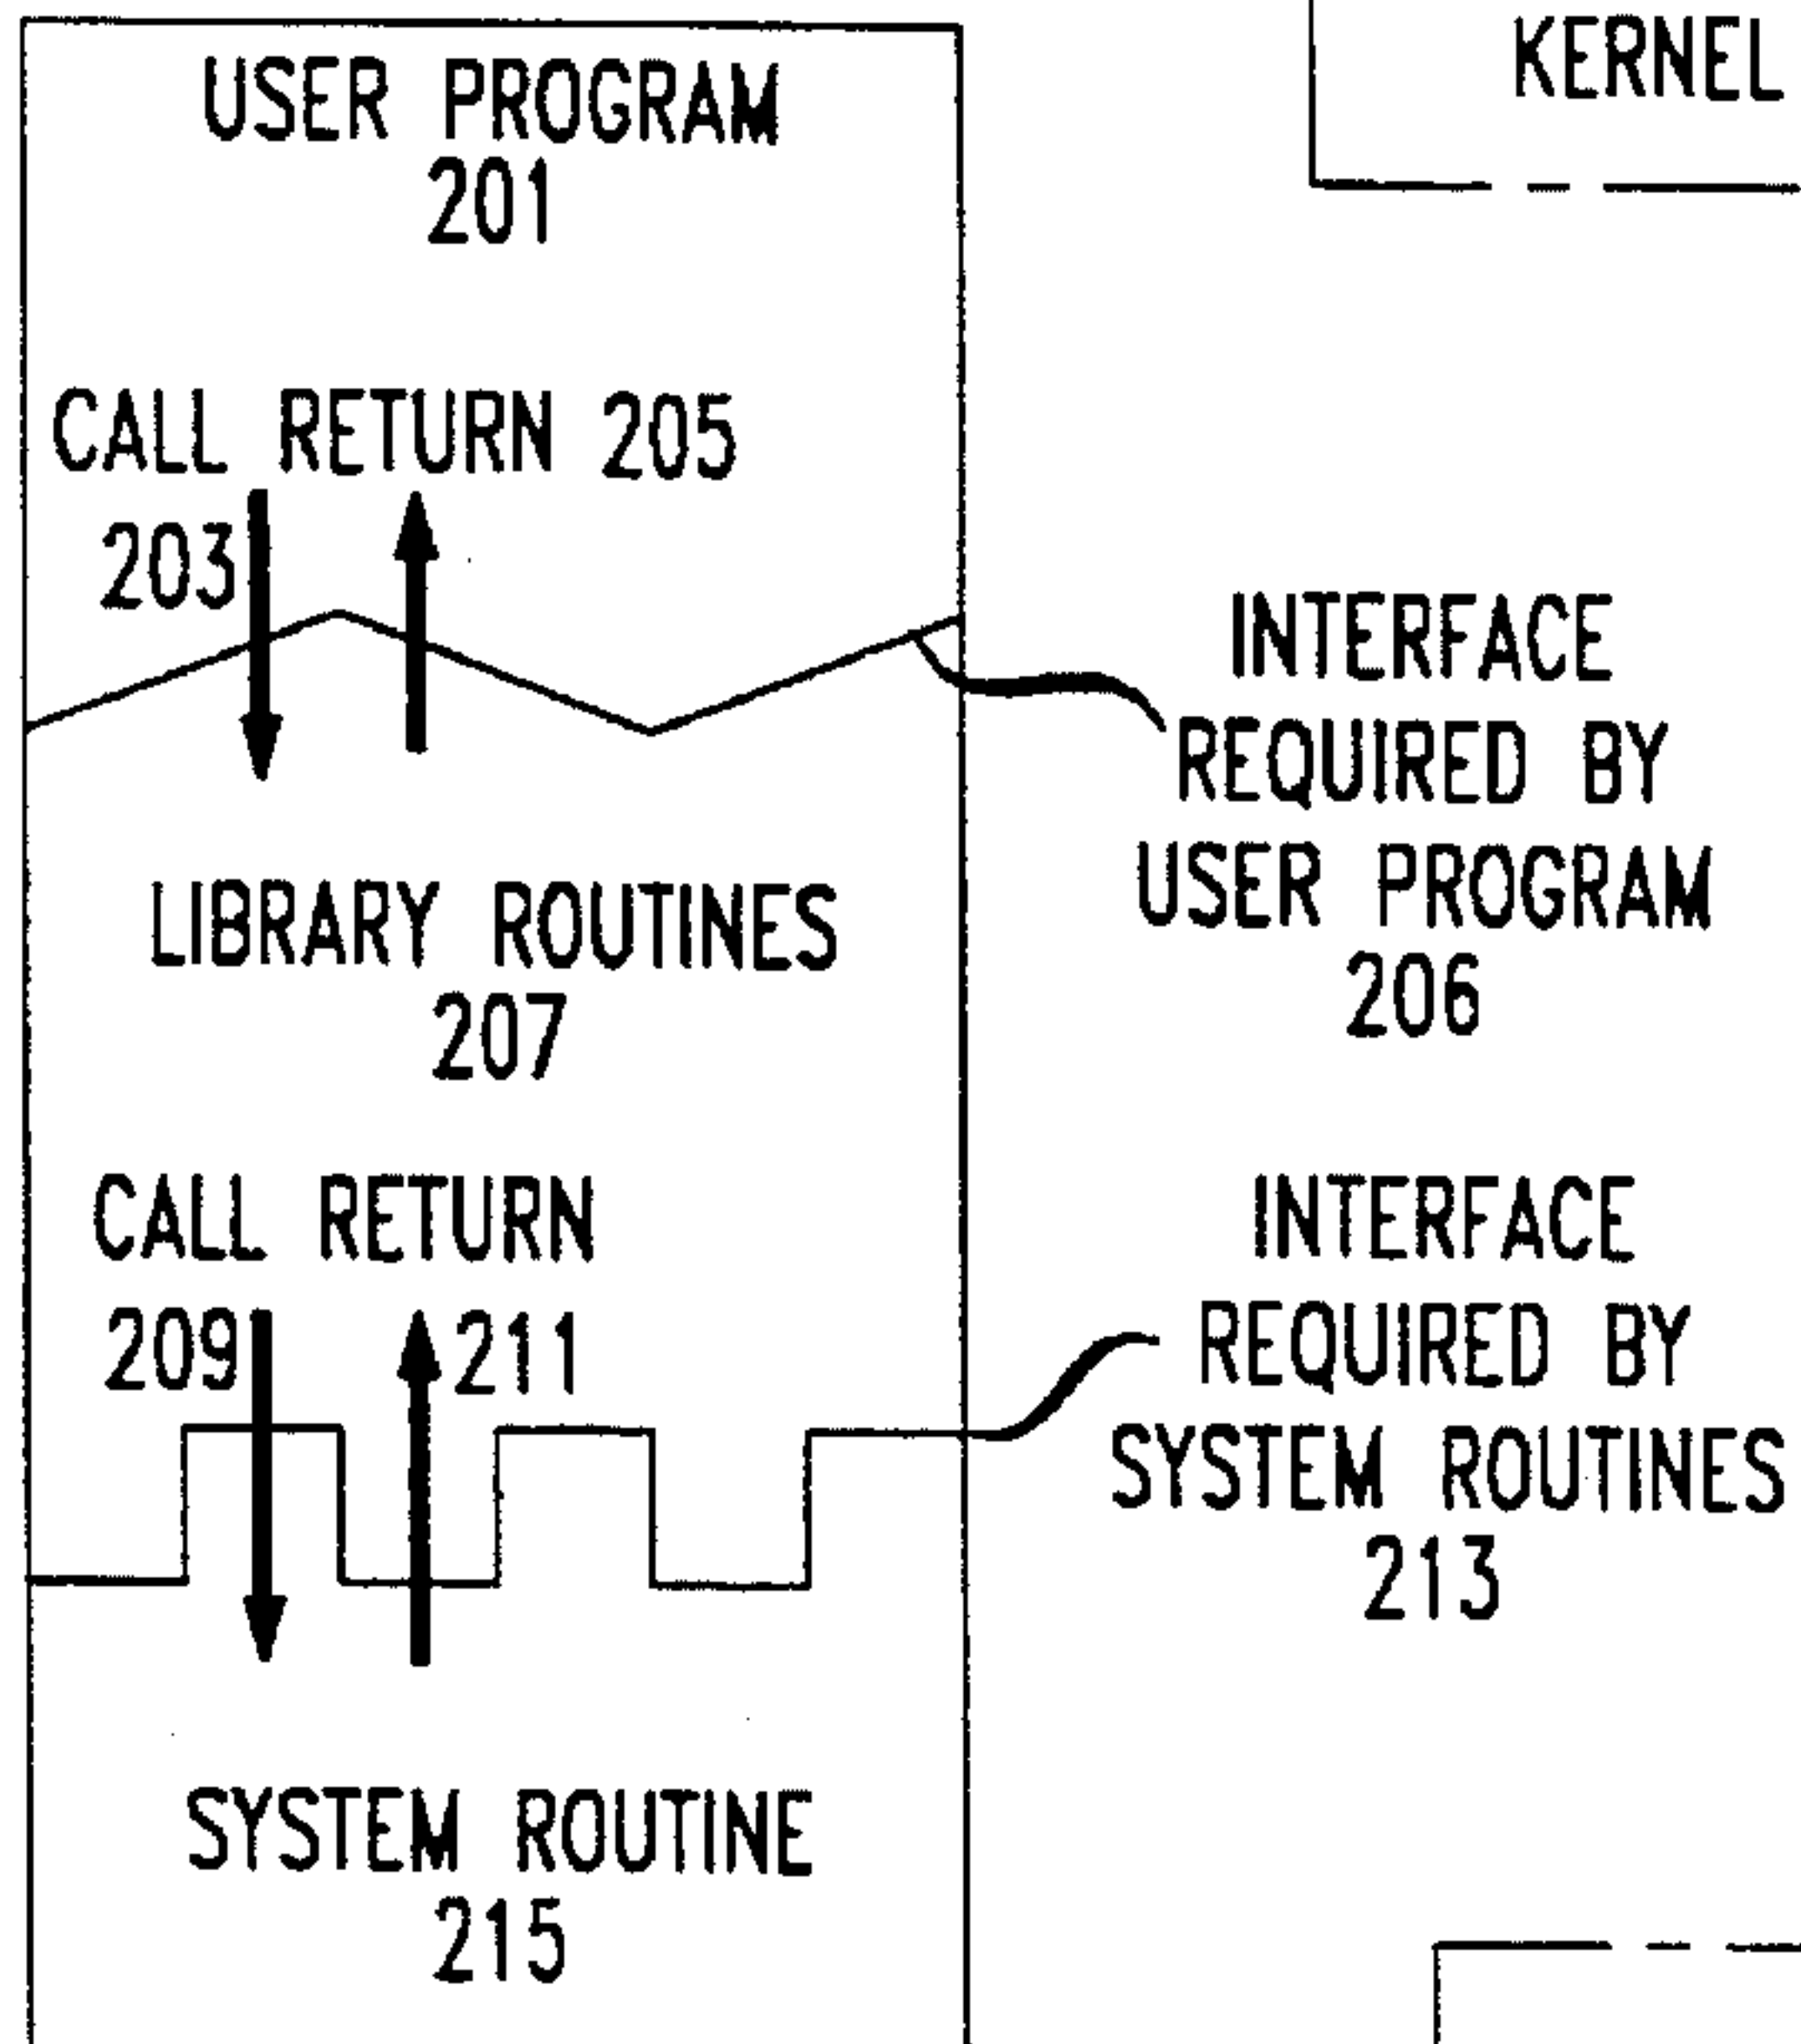 USER PROGRAM
201
CALL RETURN 205
203
LIBRARY ROUTINES
207
CALL RETURN
209 211
SYSTEM ROUTINE
215
KERNEL
INTERFACE
REQUIRED BY
USER PROGRAM
206
INTERFACE
REQUIRED BY
SYSTEM ROUTINES
213